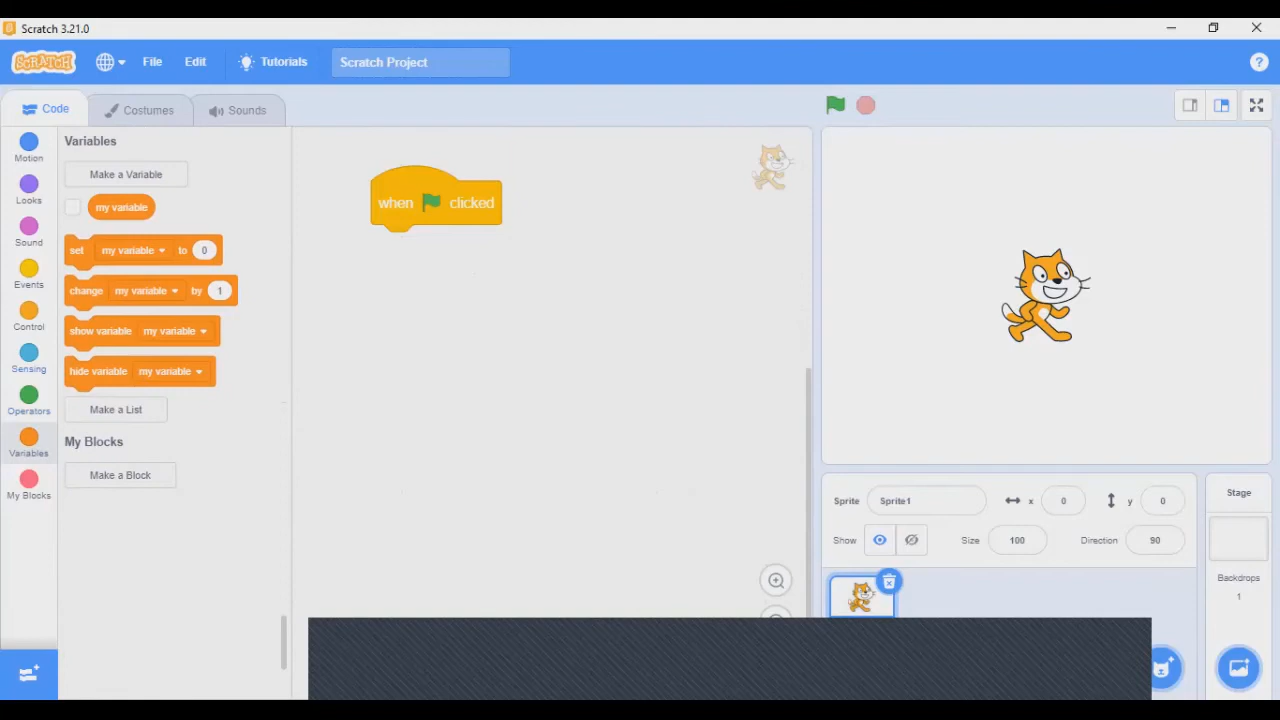 Scratch 3.21.0
SCRATCH
File
Edit
Tutorials
Scratch Project
?
Code
Costumes
Sounds
Motion
Looks
Sound
Events
Control
Sensing
Operators
Variables
My Blocks
Variables
Make a Variable
my variable
set my variable to 0
change my variable by 1
show variable my variable
hide variable my variable
Make a List
My Blocks
Make a Block
when clicked
Sprite Sprite1 x 0 y 0
Show Size 100 Direction 90
Stage
Backdrops
1